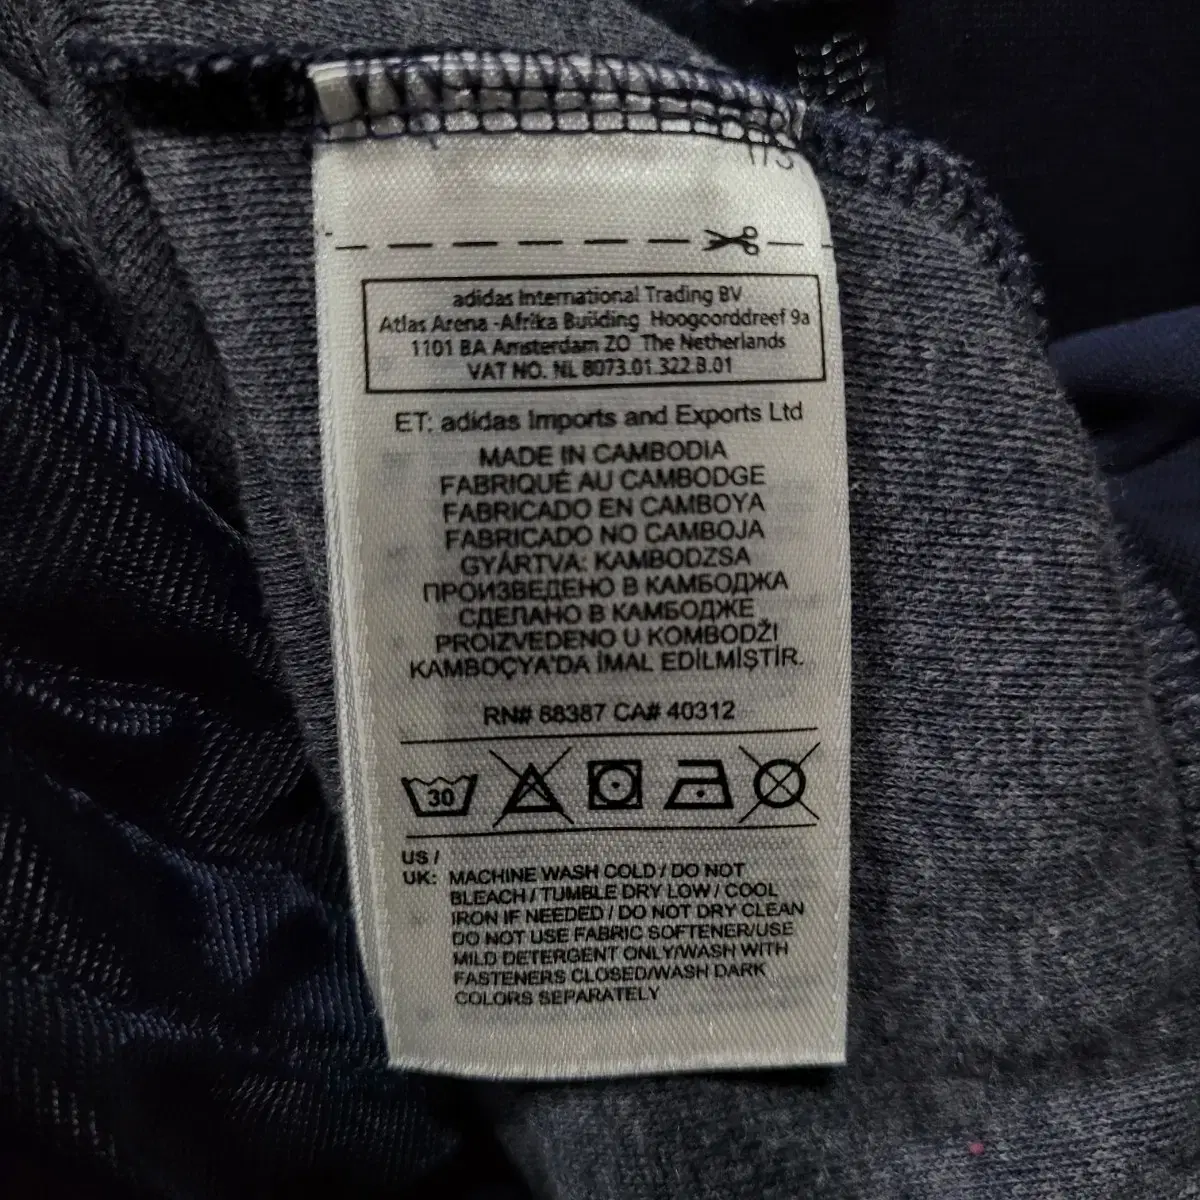 adidas International Trading BV
Atlas Arena -Afrika Building Hoogoorddreef 9a
1101 BA Amsterdam ZO The Netherlands
VAT NO. NL 8073.01.322.B.01
ET: adidas Imports and Exports Ltd
MADE IN CAMBODIA
FABRIQUÉ AU CAMBODGE
FABRICADO EN CAMBOYA
FABRICADO NO CAMBOJA
GYÁRTVA: KAMBODZSA
ПРОИЗВЕДЕНО В КАМБОДЖА
СДЕЛАНО В КАМБОДЖЕ
PROIZVEDENO U KOMBODŽI
KAMBOÇYA'DA İMAL EDİLMİŞTİR.
RN# 88387 CA# 40312
30
US /
UK: MACHINE WASH COLD / DO NOT
BLEACH / TUMBLE DRY LOW / COOL
IRON IF NEEDED / DO NOT DRY CLEAN
DO NOT USE FABRIC SOFTENER/USE
MILD DETERGENT ONLY/WASH WITH
FASTENERS CLOSED/WASH DARK
COLORS SEPARATELY